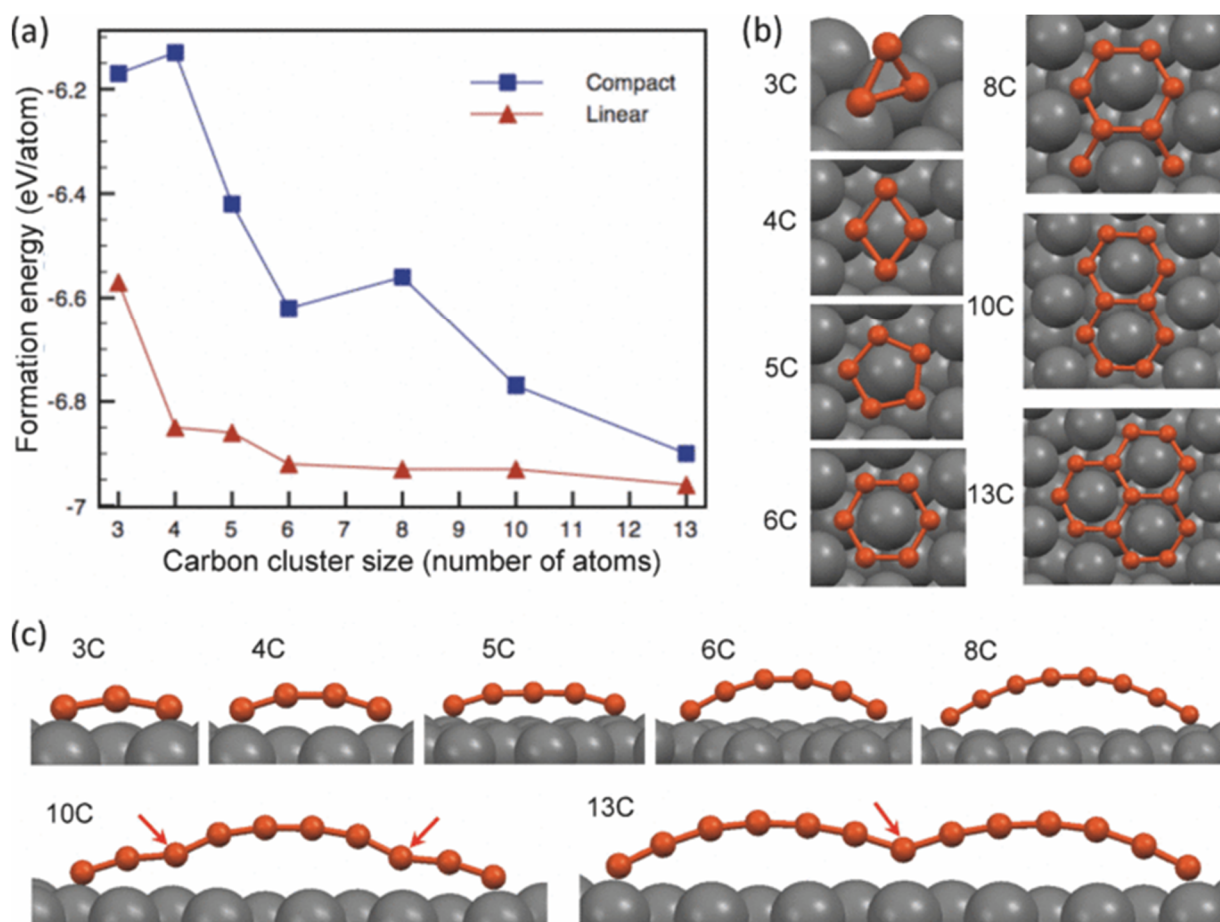 (a)
Formation energy (eV/atom)
-6.2
-6.4
-6.6
-6.8
-7
Compact
Linear
3 4 5 6 7 8 9 10 11 12 13
Carbon cluster size (number of atoms)
(b)
3C
4C
5C
6C
8C
10C
13C
(c)
3C 4C 5C 6C 8C
10C 13C